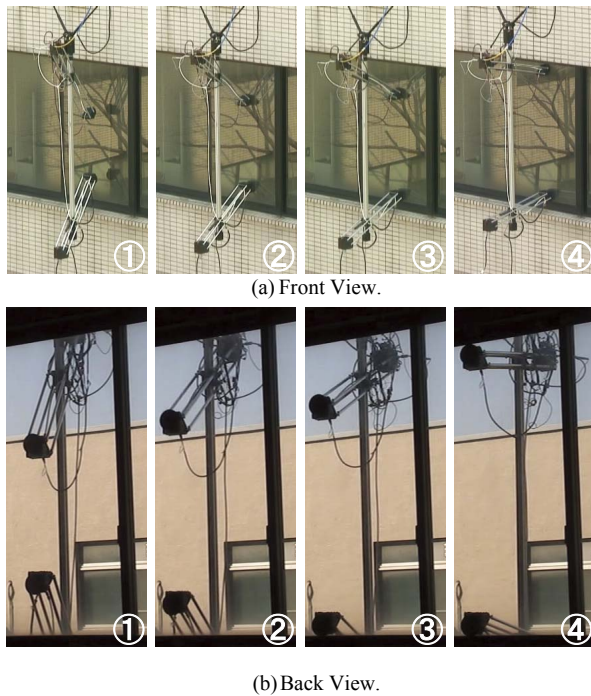 ① ② ③ ④
(a) Front View.
① ② ③ ④
(b) Back View.